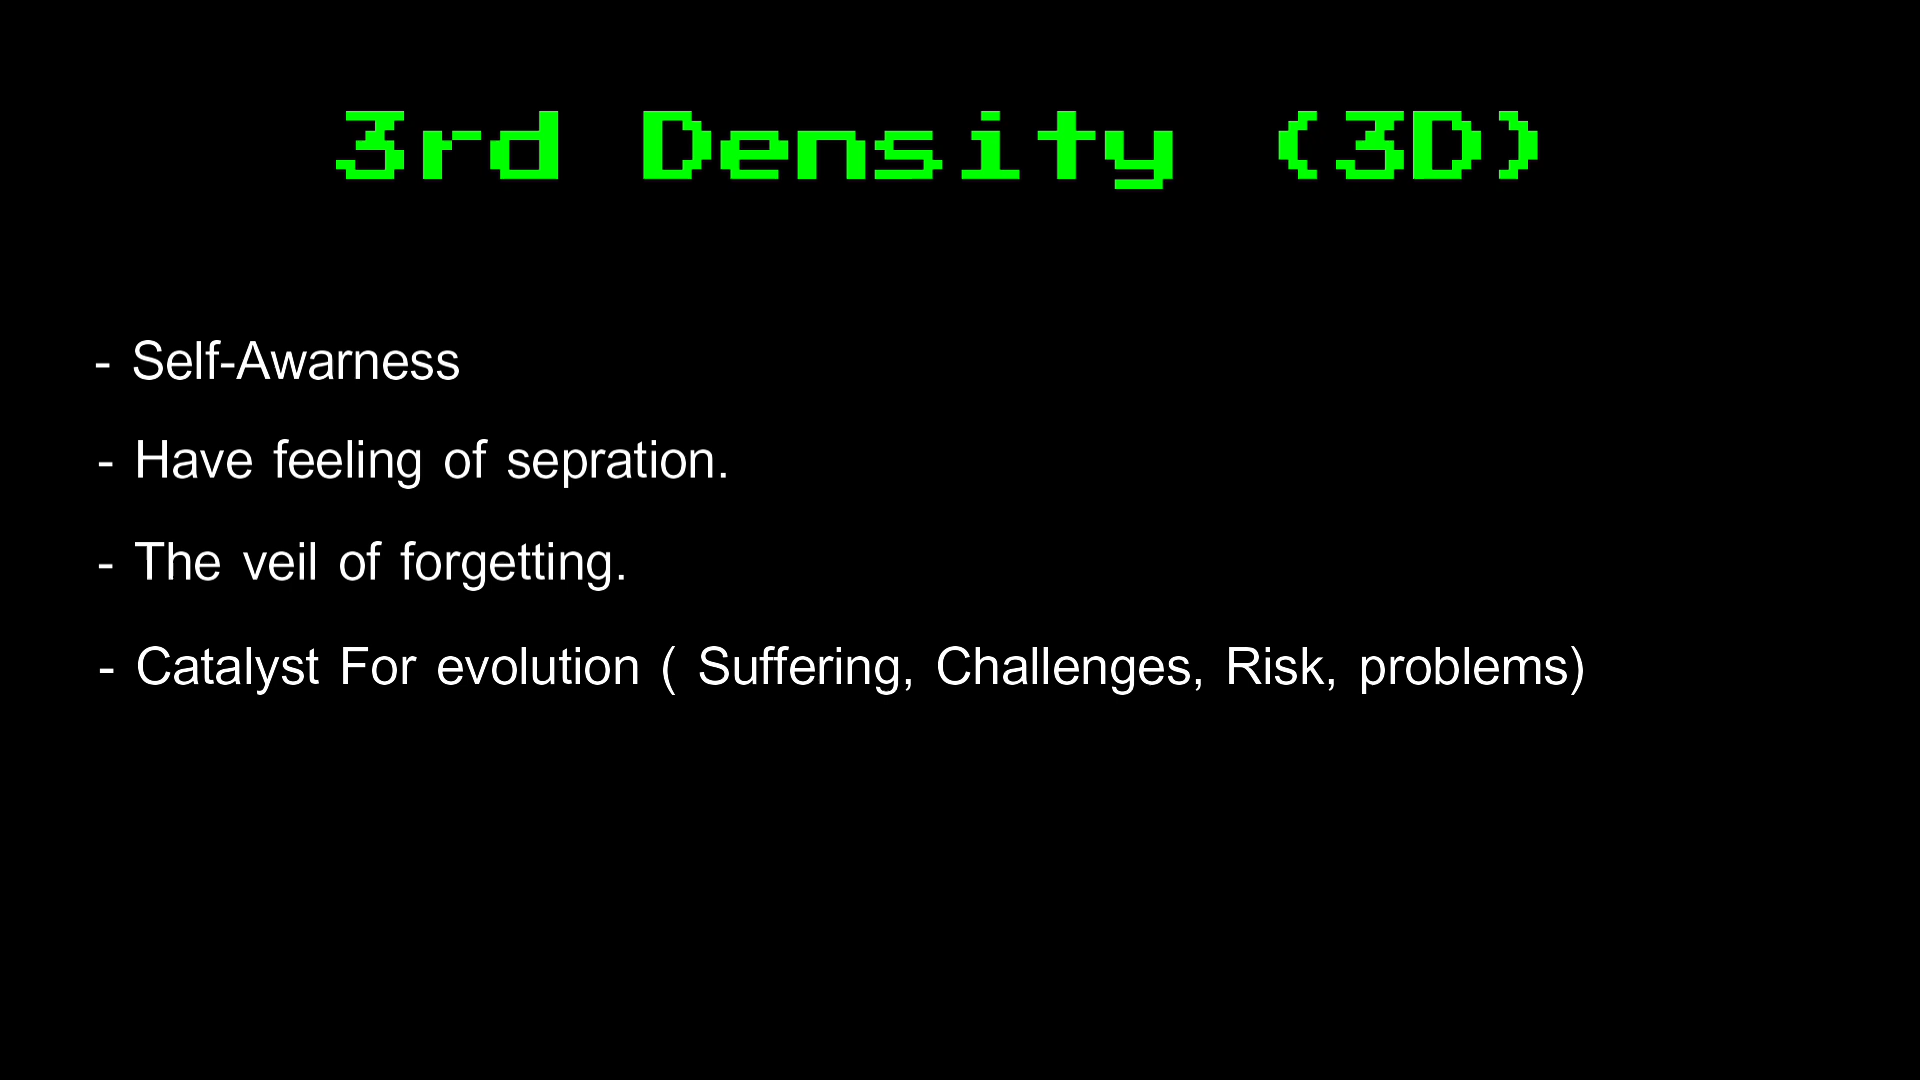 3rd Density (3D)
- Self-Awarness
- Have feeling of sepration.
- The veil of forgetting.
- Catalyst For evolution ( Suffering, Challenges, Risk, problems)